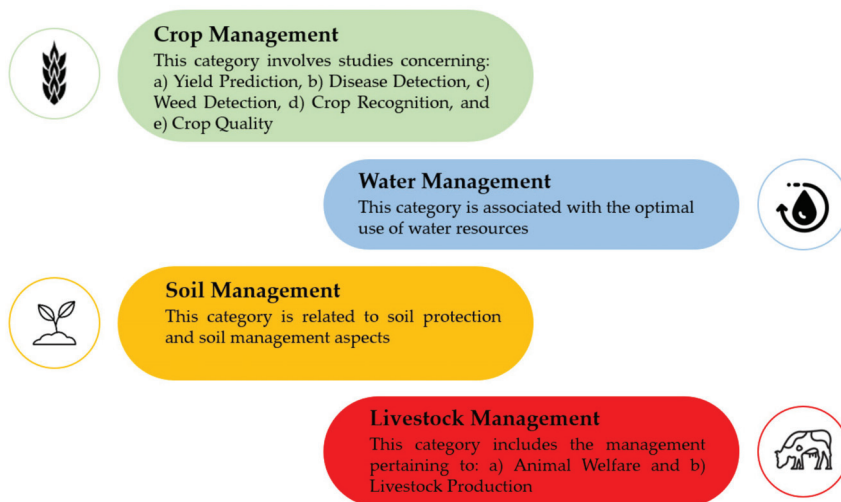 Crop Management
This category involves studies concerning:
a) Yield Prediction, b) Disease Detection, c)
Weed Detection, d) Crop Recognition, and
e) Crop Quality
Water Management
This category is associated with the optimal
use of water resources
Soil Management
This category is related to soil protection
and soil management aspects
Livestock Management
This category includes the management
pertaining to: a) Animal Welfare and b)
Livestock Production